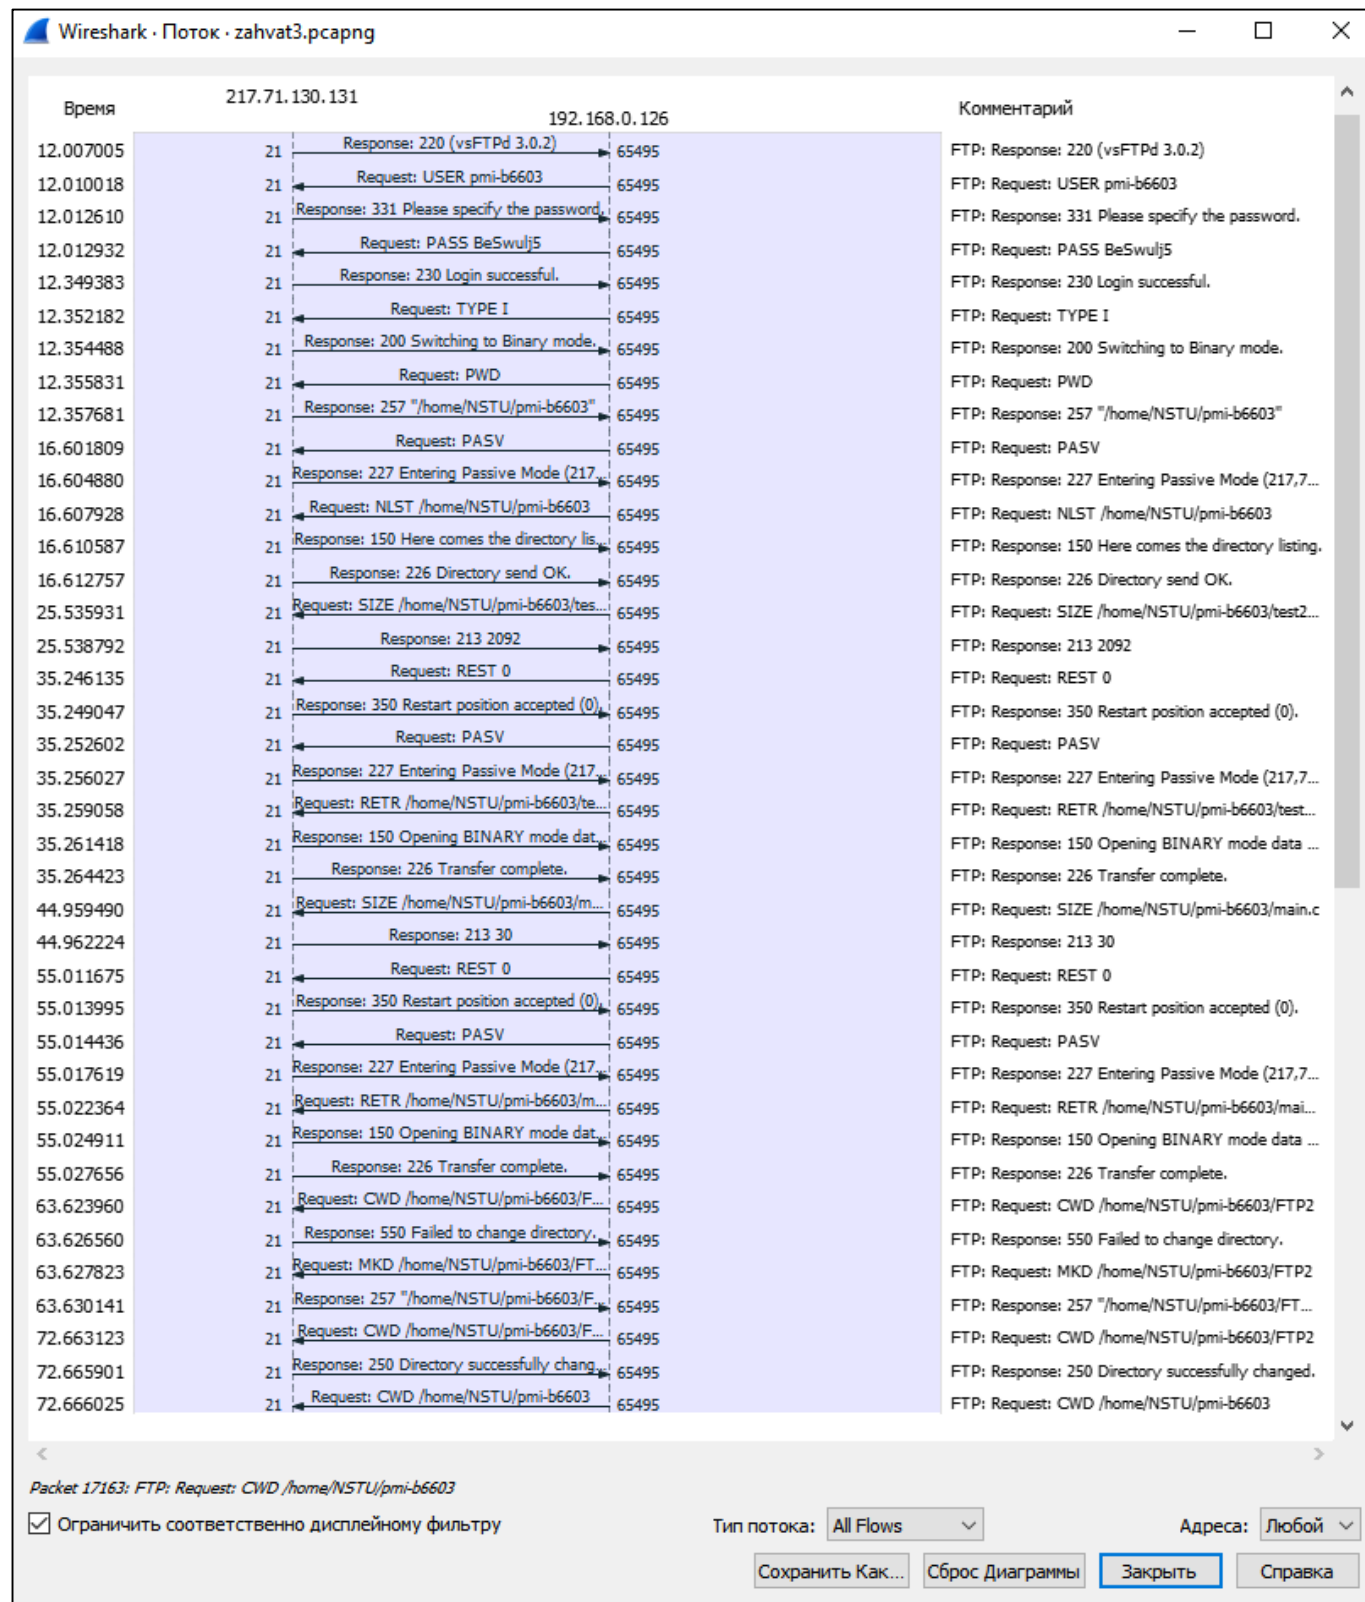 Wireshark · Поток · zahvat3.pcapng
Время 217.71.130.131 192.168.0.126 Комментарий
12.007005 21 Response: 220 (vsFTPd 3.0.2) 65495 FTP: Response: 220 (vsFTPd 3.0.2)
12.010018 21 Request: USER pmi-b6603 65495 FTP: Request: USER pmi-b6603
12.012610 21 Response: 331 Please specify the password. 65495 FTP: Response: 331 Please specify the password.
12.012932 21 Request: PASS BeSwulj5 65495 FTP: Request: PASS BeSwulj5
12.349383 21 Response: 230 Login successful. 65495 FTP: Response: 230 Login successful.
12.352182 21 Request: TYPE I 65495 FTP: Request: TYPE I
12.354488 21 Response: 200 Switching to Binary mode. 65495 FTP: Response: 200 Switching to Binary mode.
12.355831 21 Request: PWD 65495 FTP: Request: PWD
12.357681 21 Response: 257 "/home/NSTU/pmi-b6603" 65495 FTP: Response: 257 "/home/NSTU/pmi-b6603"
16.601809 21 Request: PASV 65495 FTP: Request: PASV
16.604880 21 Response: 227 Entering Passive Mode (217... 65495 FTP: Response: 227 Entering Passive Mode (217,7...
16.607928 21 Request: NLST /home/NSTU/pmi-b6603 65495 FTP: Request: NLST /home/NSTU/pmi-b6603
16.610587 21 Response: 150 Here comes the directory lis... 65495 FTP: Response: 150 Here comes the directory listing.
16.612757 21 Response: 226 Directory send OK. 65495 FTP: Response: 226 Directory send OK.
25.535931 21 Request: SIZE /home/NSTU/pmi-b6603/tes... 65495 FTP: Request: SIZE /home/NSTU/pmi-b6603/test2...
25.538792 21 Response: 213 2092 65495 FTP: Response: 213 2092
35.246135 21 Request: REST 0 65495 FTP: Request: REST 0
35.249047 21 Response: 350 Restart position accepted (0). 65495 FTP: Response: 350 Restart position accepted (0).
35.252602 21 Request: PASV 65495 FTP: Request: PASV
35.256027 21 Response: 227 Entering Passive Mode (217... 65495 FTP: Response: 227 Entering Passive Mode (217,7...
35.259058 21 Request: RETR /home/NSTU/pmi-b6603/te... 65495 FTP: Request: RETR /home/NSTU/pmi-b6603/test...
35.261418 21 Response: 150 Opening BINARY mode dat... 65495 FTP: Response: 150 Opening BINARY mode data ...
35.264423 21 Response: 226 Transfer complete. 65495 FTP: Response: 226 Transfer complete.
44.959490 21 Request: SIZE /home/NSTU/pmi-b6603/m... 65495 FTP: Request: SIZE /home/NSTU/pmi-b6603/main.c
44.962224 21 Response: 213 30 65495 FTP: Response: 213 30
55.011675 21 Request: REST 0 65495 FTP: Request: REST 0
55.013995 21 Response: 350 Restart position accepted (0). 65495 FTP: Response: 350 Restart position accepted (0).
55.014436 21 Request: PASV 65495 FTP: Request: PASV
55.017619 21 Response: 227 Entering Passive Mode (217... 65495 FTP: Response: 227 Entering Passive Mode (217,7...
55.022364 21 Request: RETR /home/NSTU/pmi-b6603/m... 65495 FTP: Request: RETR /home/NSTU/pmi-b6603/mai...
55.024911 21 Response: 150 Opening BINARY mode dat... 65495 FTP: Response: 150 Opening BINARY mode data ...
55.027656 21 Response: 226 Transfer complete. 65495 FTP: Response: 226 Transfer complete.
63.623960 21 Request: CWD /home/NSTU/pmi-b6603/F... 65495 FTP: Request: CWD /home/NSTU/pmi-b6603/FTP2
63.626560 21 Response: 550 Failed to change directory. 65495 FTP: Response: 550 Failed to change directory.
63.627823 21 Request: MKD /home/NSTU/pmi-b6603/FT... 65495 FTP: Request: MKD /home/NSTU/pmi-b6603/FTP2
63.630141 21 Response: 257 "/home/NSTU/pmi-b6603/F... 65495 FTP: Response: 257 "/home/NSTU/pmi-b6603/FT...
72.663123 21 Request: CWD /home/NSTU/pmi-b6603/F... 65495 FTP: Request: CWD /home/NSTU/pmi-b6603/FTP2
72.665901 21 Response: 250 Directory successfully chang... 65495 FTP: Response: 250 Directory successfully changed.
72.666025 21 Request: CWD /home/NSTU/pmi-b6603 65495 FTP: Request: CWD /home/NSTU/pmi-b6603
Packet 17163: FTP: Request: CWD /home/NSTU/pmi-b6603
Ограничить соответственно дисплейному фильтру Тип потока: All Flows Адреса: Любой
Сохранить Как... Сброс Диаграммы Закрыть Справка